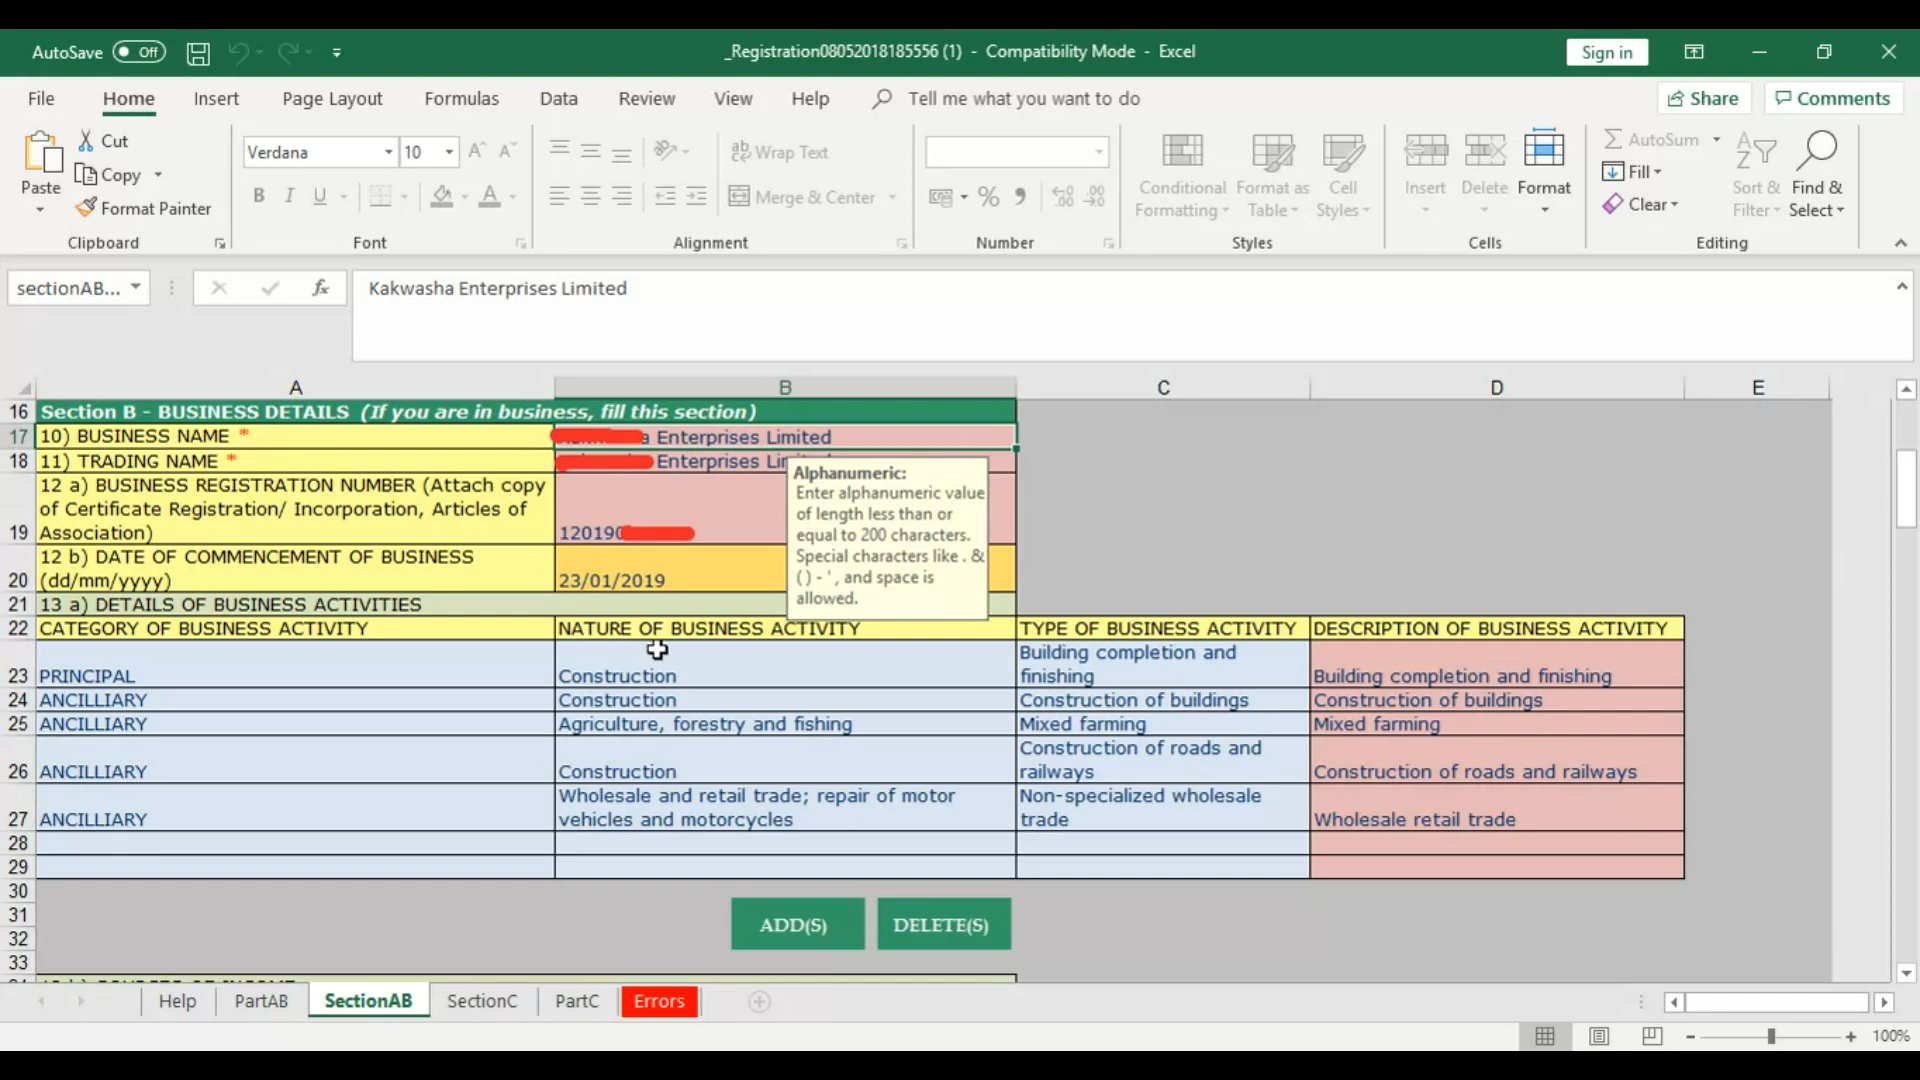 AutoSave Off
_Registration08052018185556 (1) - Compatibility Mode - Excel
Sign in
File Home Insert Page Layout Formulas Data Review View Help Tell me what you want to do Share Comments
Paste Cut
Copy
Format Painter
Clipboard
Verdana 10
B I U
Font
Wrap Text
Merge & Center
Alignment
Number
Conditional Formatting
Format as Table
Cell Styles
Styles
Insert Delete Format
Cells
AutoSum
Fill
Clear
Sort & Filter
Find & Select
Editing
sectionAB... fx Kakwasha Enterprises Limited
A B C D E
16 Section B - BUSINESS DETAILS (If you are in business, fill this section)
17 10) BUSINESS NAME * a Enterprises Limited
18 11) TRADING NAME * Enterprises
12 a) BUSINESS REGISTRATION NUMBER (Attach copy
of Certificate Registration/ Incorporation, Articles of
19 Association) 120190
12 b) DATE OF COMMENCEMENT OF BUSINESS
20 (dd/mm/yyyy) 23/01/2019
Alphanumeric:
Enter alphanumeric value
of length less than or
equal to 200 characters.
Special characters like . &
( ) - ' , and space is
allowed.
21 13 a) DETAILS OF BUSINESS ACTIVITIES
22 CATEGORY OF BUSINESS ACTIVITY NATURE OF BUSINESS ACTIVITY TYPE OF BUSINESS ACTIVITY DESCRIPTION OF BUSINESS ACTIVITY
Building completion and
23 PRINCIPAL Construction finishing Building completion and finishing
24 ANCILLIARY Construction Construction of buildings Construction of buildings
25 ANCILLIARY Agriculture, forestry and fishing Mixed farming Mixed farming
Construction of roads and
26 ANCILLIARY Construction railways Construction of roads and railways
Wholesale and retail trade; repair of motor Non-specialized wholesale
27 ANCILLIARY vehicles and motorcycles trade Wholesale retail trade
28
29
30
31
32
33
ADD(S) DELETE(S)
Help PartAB SectionAB SectionC PartC Errors
100%